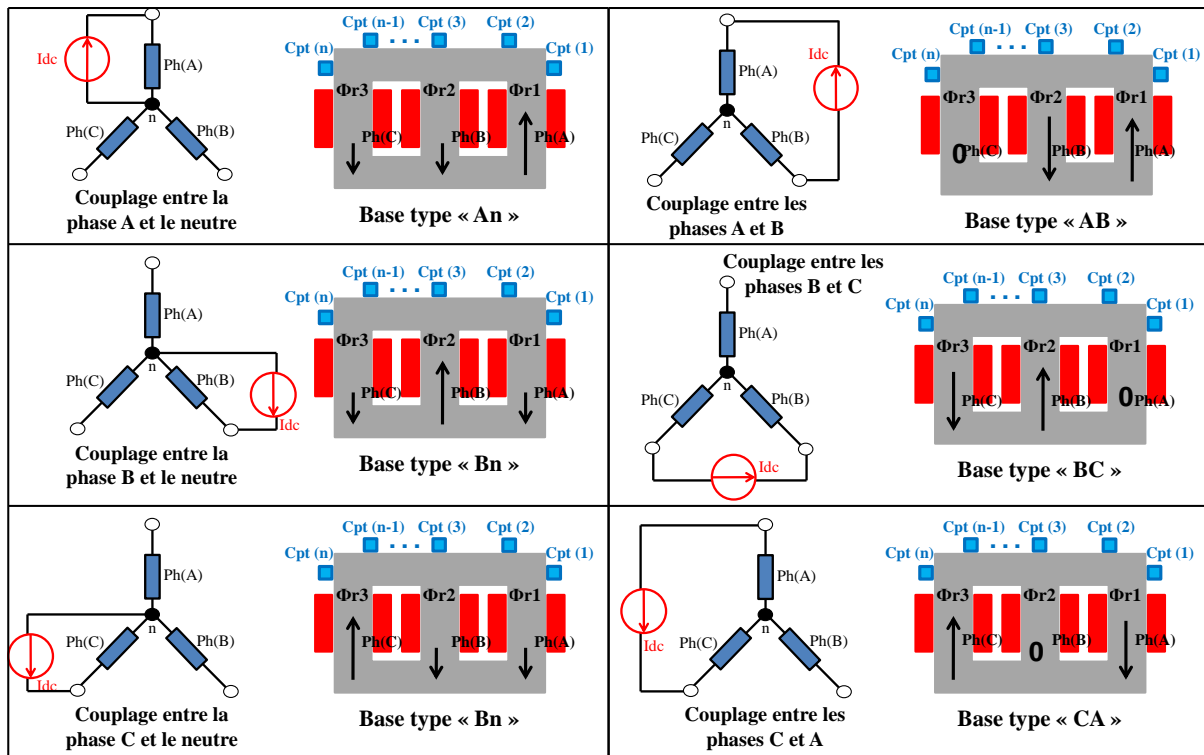 Idc
Ph(A)
Ph(C)
Ph(B)
n
Couplage entre la
phase A et le neutre
Cpt (n-1) Cpt (3) Cpt (2)
Cpt (n)
Cpt (1)
Φr3 Φr2 Φr1
Ph(C) Ph(B) Ph(A)
Base type « An »
Ph(A)
Idc
Ph(C)
Ph(B)
n
Couplage entre les
phases A et B
Cpt (n-1) Cpt (3) Cpt (2)
Cpt (n)
Cpt (1)
Φr3 Φr2 Φr1
0 Ph(C) Ph(B) Ph(A)
Base type « AB »
Ph(A)
Ph(C)
Ph(B)
n
Idc
Couplage entre la
phase B et le neutre
Cpt (n-1) Cpt (3) Cpt (2)
Cpt (n)
Cpt (1)
Φr3 Φr2 Φr1
Ph(C) Ph(B) Ph(A)
Base type « Bn »
Couplage entre les
phases B et C
Ph(A)
Ph(C)
Ph(B)
n
Idc
Cpt (n-1) Cpt (3) Cpt (2)
Cpt (n)
Cpt (1)
Φr3 Φr2 Φr1
Ph(C) Ph(B) 0 Ph(A)
Base type « BC »
Ph(A)
Ph(C)
n
Ph(B)
Idc
Couplage entre la
phase C et le neutre
Cpt (n-1) Cpt (3) Cpt (2)
Cpt (n)
Cpt (1)
Φr3 Φr2 Φr1
Ph(C) Ph(B) Ph(A)
Base type « Bn »
Ph(A)
Idc
Ph(C)
n
Ph(B)
Couplage entre les
phases C et A
Cpt (n-1) Cpt (3) Cpt (2)
Cpt (n)
Cpt (1)
Φr3 Φr2 Φr1
Ph(C) 0 Ph(B) Ph(A)
Base type « CA »